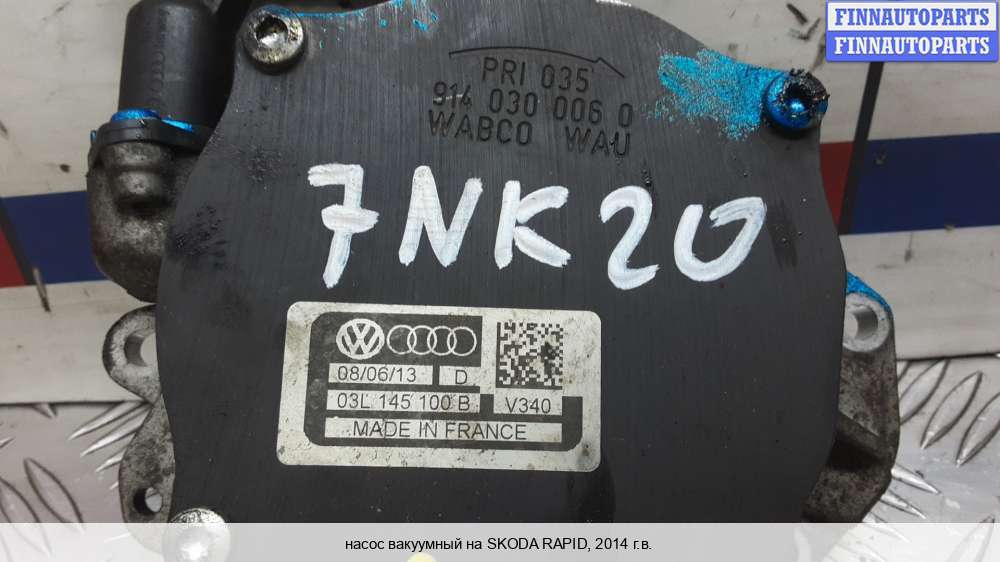 FINNAUTOPARTS
FINNAUTOPARTS
PRI 035
914 030 006 0
WABCO WAU
7NK20
08/06/13 D
03L 145 100 B V340
MADE IN FRANCE
насос вакуумный на SKODA RAPID, 2014 г.в.